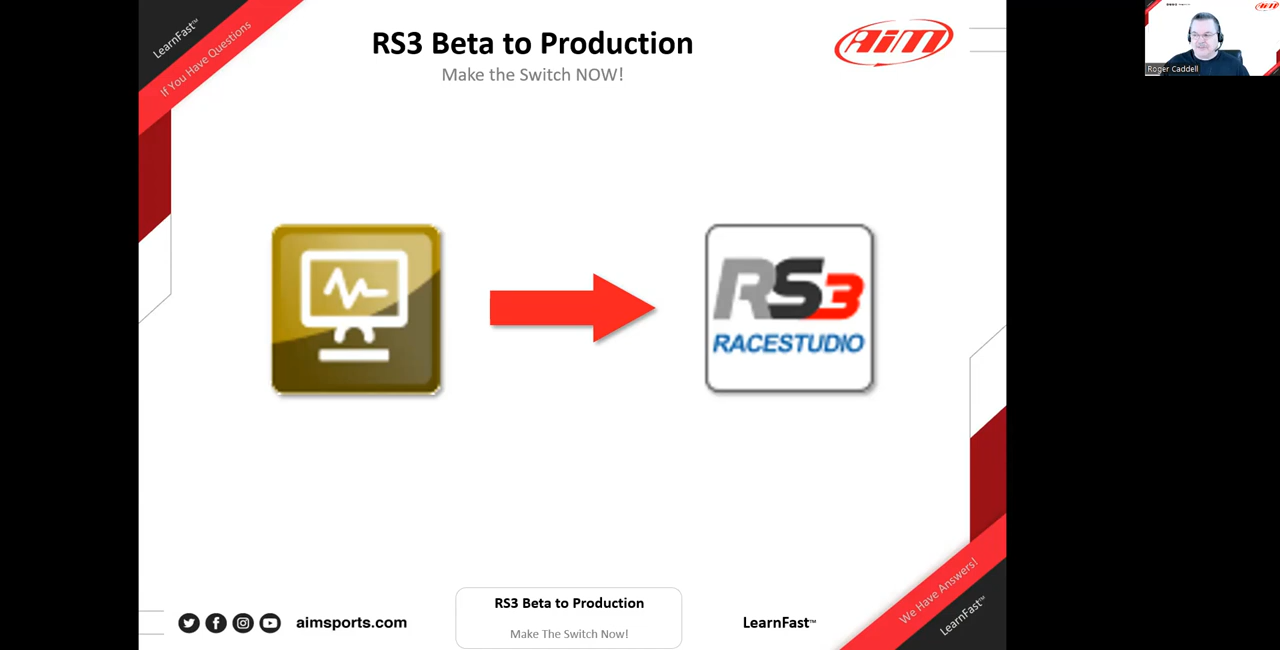 LearnFast™
If You Have Questions
RS3 Beta to Production
Make the Switch NOW!
AiM
Roger Caddell
RS3
RACESTUDIO
aimsports.com
RS3 Beta to Production
Make The Switch Now!
LearnFast™
We Have Answers!
LearnFast™